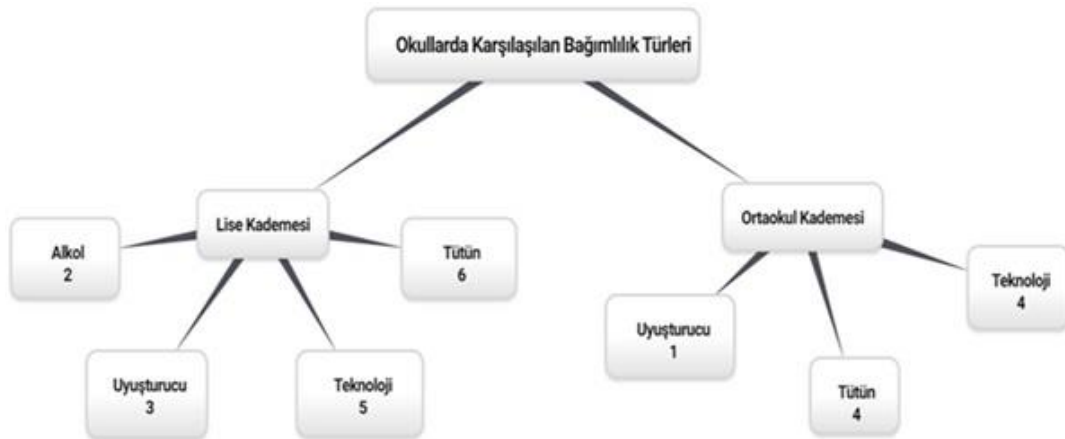 Okullarda Karşılaşılan Bağımlılık Türleri
Lise Kademesi
Alkol
2
Uyuşturucu
3
Teknoloji
5
Tütün
6
Ortaokul Kademesi
Uyuşturucu
1
Tütün
4
Teknoloji
4